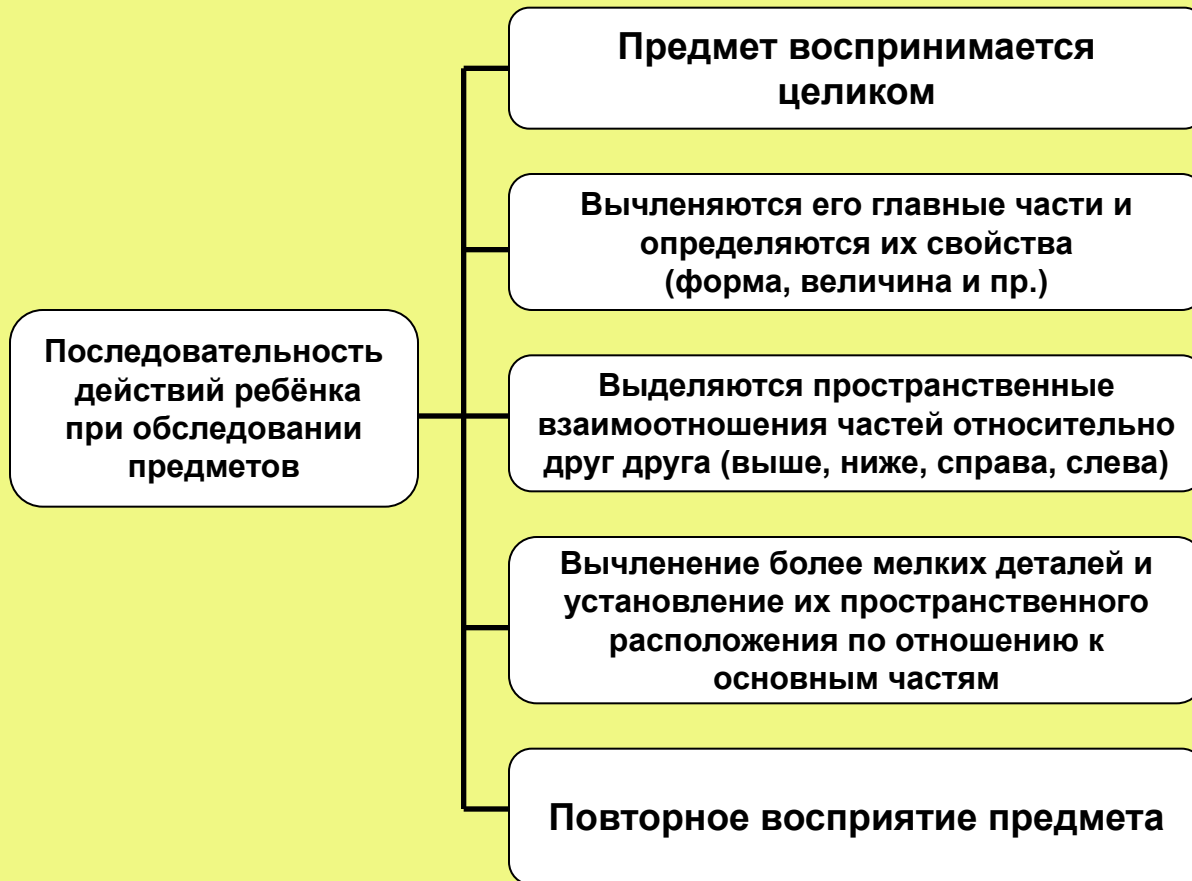 Предмет воспринимается
целиком
Вычленяются его главные части и
определяются их свойства
(форма, величина и пр.)
Последовательность
действий ребёнка
при обследовании
предметов
Выделяются пространственные
взаимоотношения частей относительно
друг друга (выше, ниже, справа, слева)
Вычленение более мелких деталей и
установление их пространственного
расположения по отношению к
основным частям
Повторное восприятие предмета